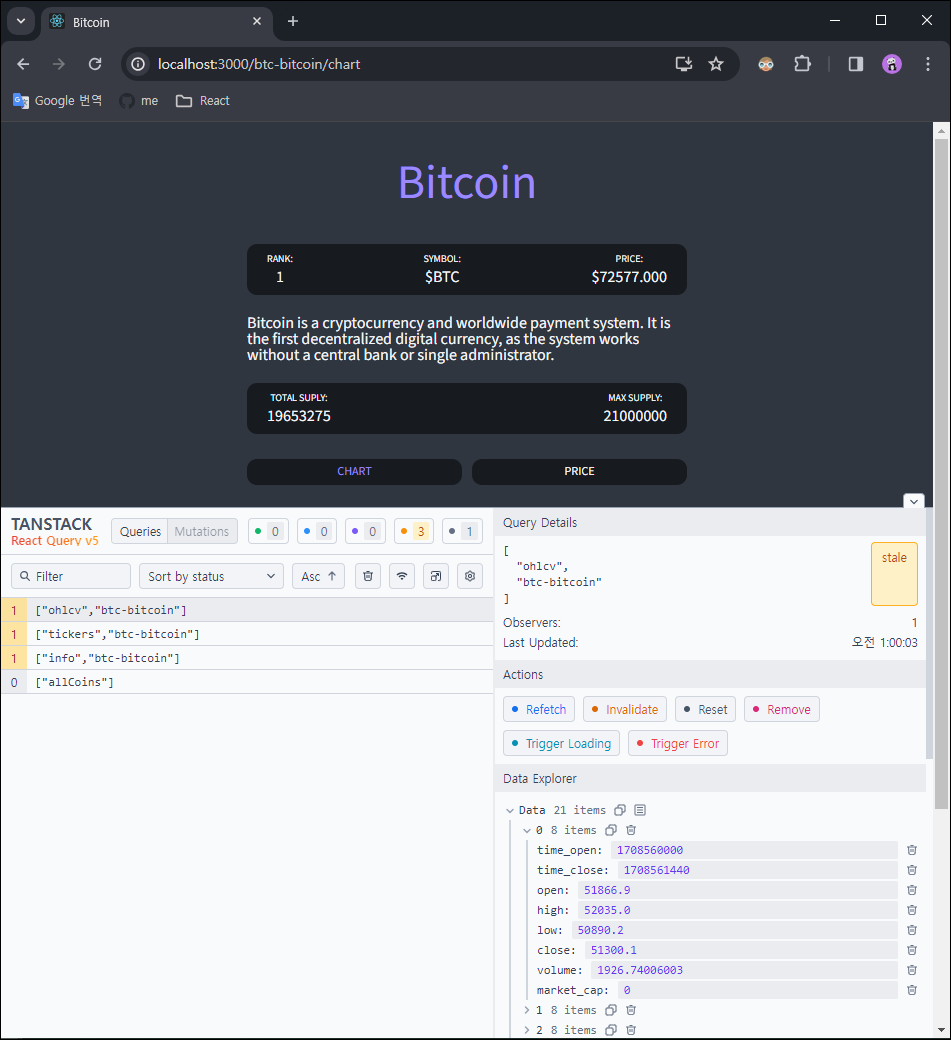 Bitcoin
localhost:3000/btc-bitcoin/chart
Google 번역 me React
Bitcoin
RANK: SYMBOL: PRICE:
1 $BTC $72577.000
Bitcoin is a cryptocurrency and worldwide payment system. It is
the first decentralized digital currency, as the system works
without a central bank or single administrator.
TOTAL SUPLY: MAX SUPPLY:
19653275 21000000
CHART PRICE
TANSTACK
React Query v5
Queries Mutations 0 0 0 3 1
Filter Sort by status Asc
1 ["ohlcv","btc-bitcoin"]
1 ["tickers","btc-bitcoin"]
1 ["info","btc-bitcoin"]
0 ["allCoins"]
Query Details
[
"ohlcv",
"btc-bitcoin"
]
stale
Observers: 1
Last Updated: 오전 1:00:03
Actions
Refetch Invalidate Reset Remove
Trigger Loading Trigger Error
Data Explorer
Data 21 items
0 8 items
time_open: 1708560000
time_close: 1708561440
open: 51866.9
high: 52035.0
low: 50890.2
close: 51300.1
volume: 1926.74006003
market_cap: 0
1 8 items
2 8 items